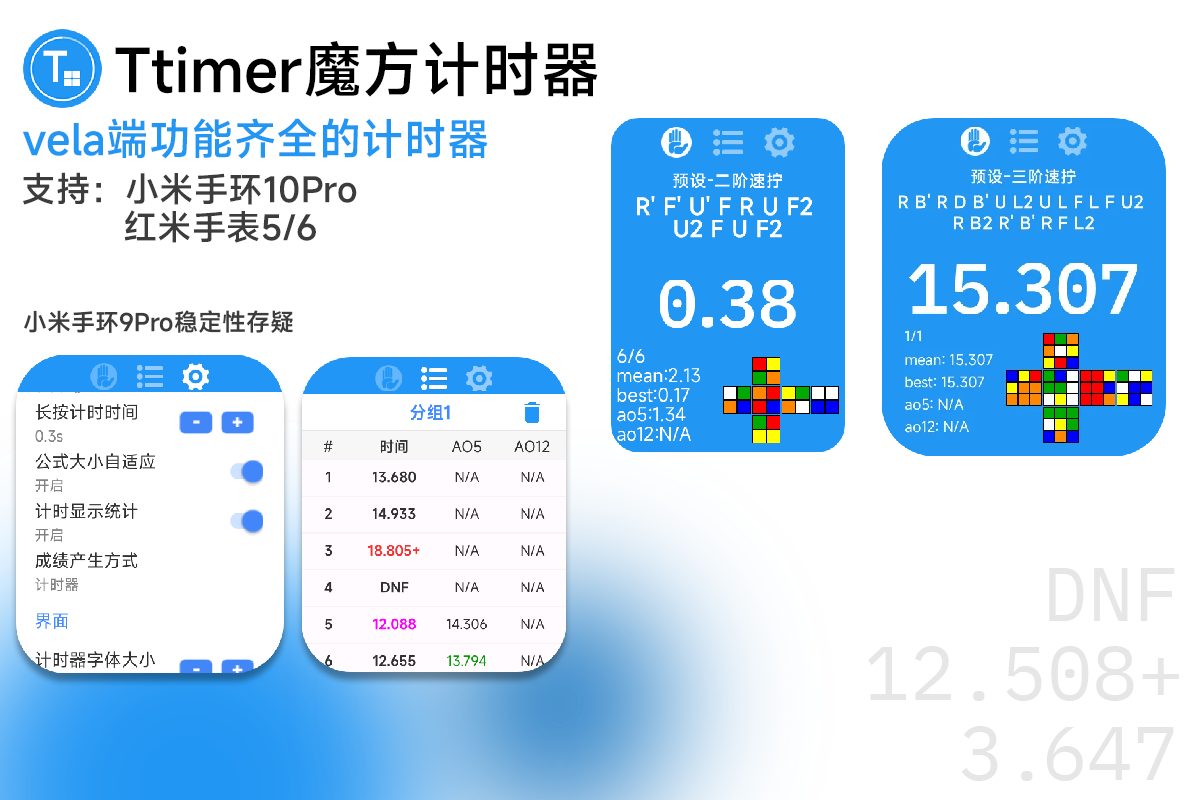 Ttimer魔方计时器
vela端功能齐全的计时器
支持：小米手环10Pro
红米手表5/6
小米手环9Pro稳定性存疑
长按计时时间
0.3s
- +
公式大小自适应
开启
计时显示统计
开启
成绩产生方式
计时器
界面
计时器字体大小
- +
分组1
# 时间 AO5 AO12
1 13.680 N/A N/A
2 14.933 N/A N/A
3 18.805+ N/A N/A
4 DNF N/A N/A
5 12.088 14.306 N/A
6 12.655 13.794 N/A
预设-二阶速拧
R' F' U' F R U F2
U2 F U F2
0.38
6/6
mean:2.13
best:0.17
ao5:1.34
ao12:N/A
预设-三阶速拧
R B' R D B' U L2 U L F L F U2
R B2 R' B' R F L2
15.307
1/1
mean: 15.307
best: 15.307
ao5: N/A
ao12: N/A
DNF
12.508+
3.647